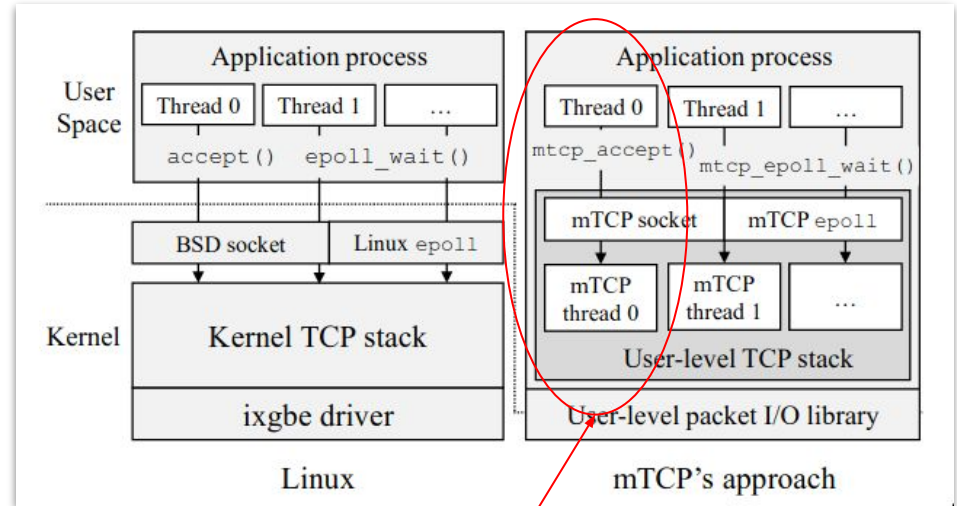 Application process
User
Space
Thread 0 Thread 1 ...
accept() epoll_wait()
BSD socket Linux epoll
Kernel
Kernel TCP stack
ixgbe driver
Linux
Application process
Thread 0 Thread 1 ...
mtcp_accept()
mtcp_epoll_wait()
mTCP socket mTCP epoll
mTCP
thread 0
mTCP
thread 1
...
User-level TCP stack
User-level packet I/O library
mTCP's approach